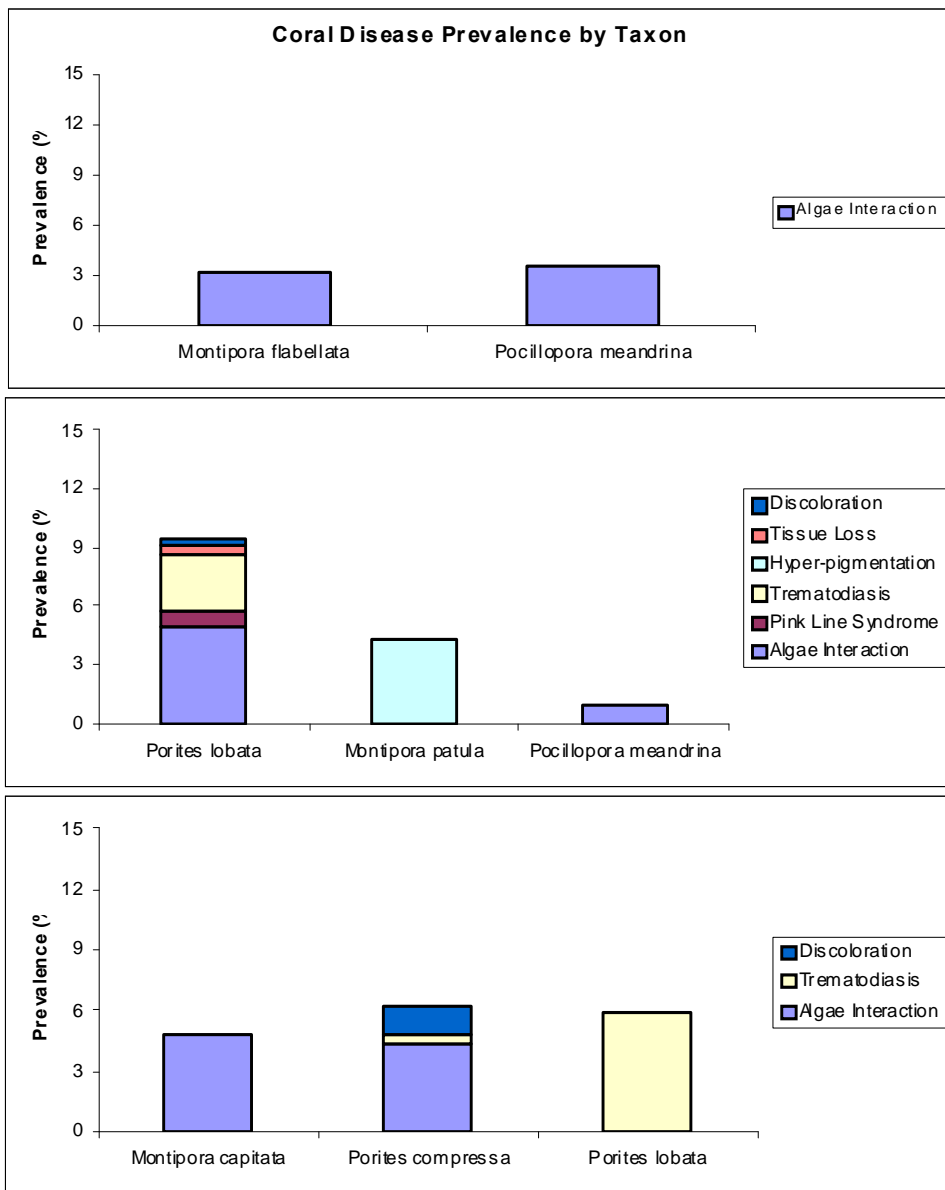 Coral Disease Prevalence by Taxon
15
12
9
6
3
0
Prevalence (%
Montipora flabellata
Pocillopora meandrina
Algae Interaction
15
12
9
6
3
0
Prevalence (%
Porites lobata
Montipora patula
Pocillopora meandrina
Discoloration
Tissue Loss
Hyper-pigmentation
Trematodiasis
Pink Line Syndrome
Algae Interaction
15
12
9
6
3
0
Prevalence (%
Montipora capitata
Porites compressa
Porites lobata
Discoloration
Trematodiasis
Algae Interaction